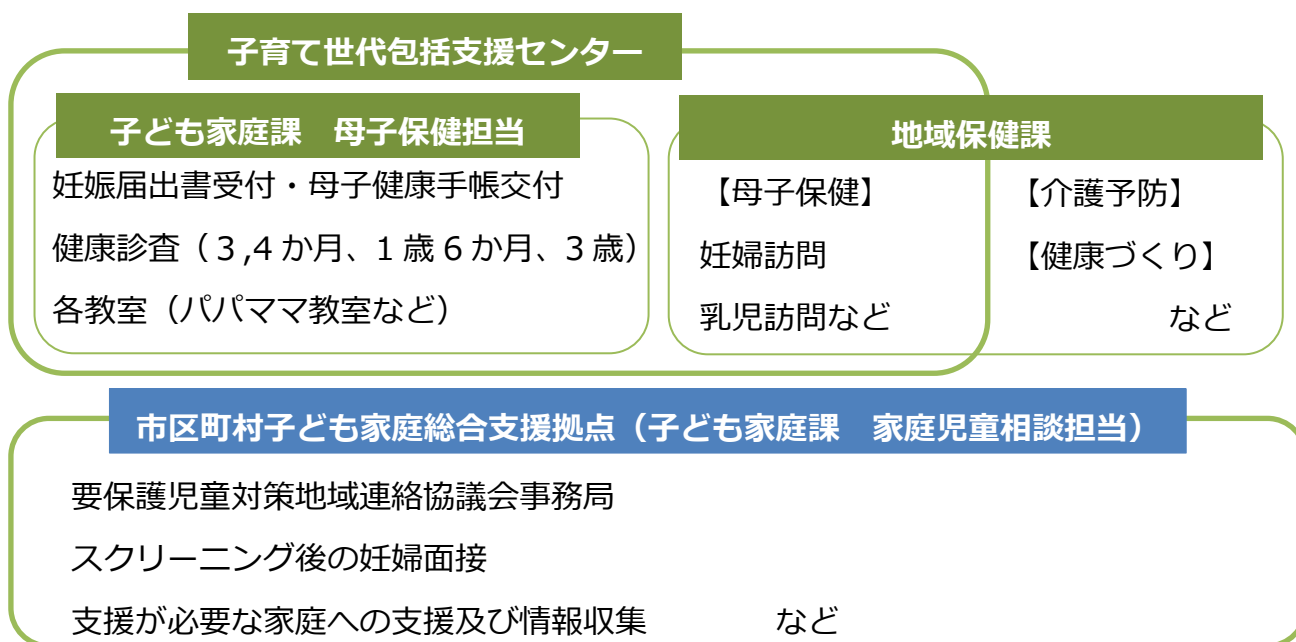 子育て世代包括支援センター
子ども家庭課　母子保健担当
妊娠届出書受付・母子健康手帳交付
健康診査（３,４か月、１歳６か月、３歳）
各教室（パパママ教室など）
地域保健課
【母子保健】
妊婦訪問
乳児訪問など
【介護予防】
【健康づくり】
など
市区町村子ども家庭総合支援拠点（子ども家庭課　家庭児童相談担当）
要保護児童対策地域連絡協議会事務局
スクリーニング後の妊婦面接
支援が必要な家庭への支援及び情報収集　　　　など